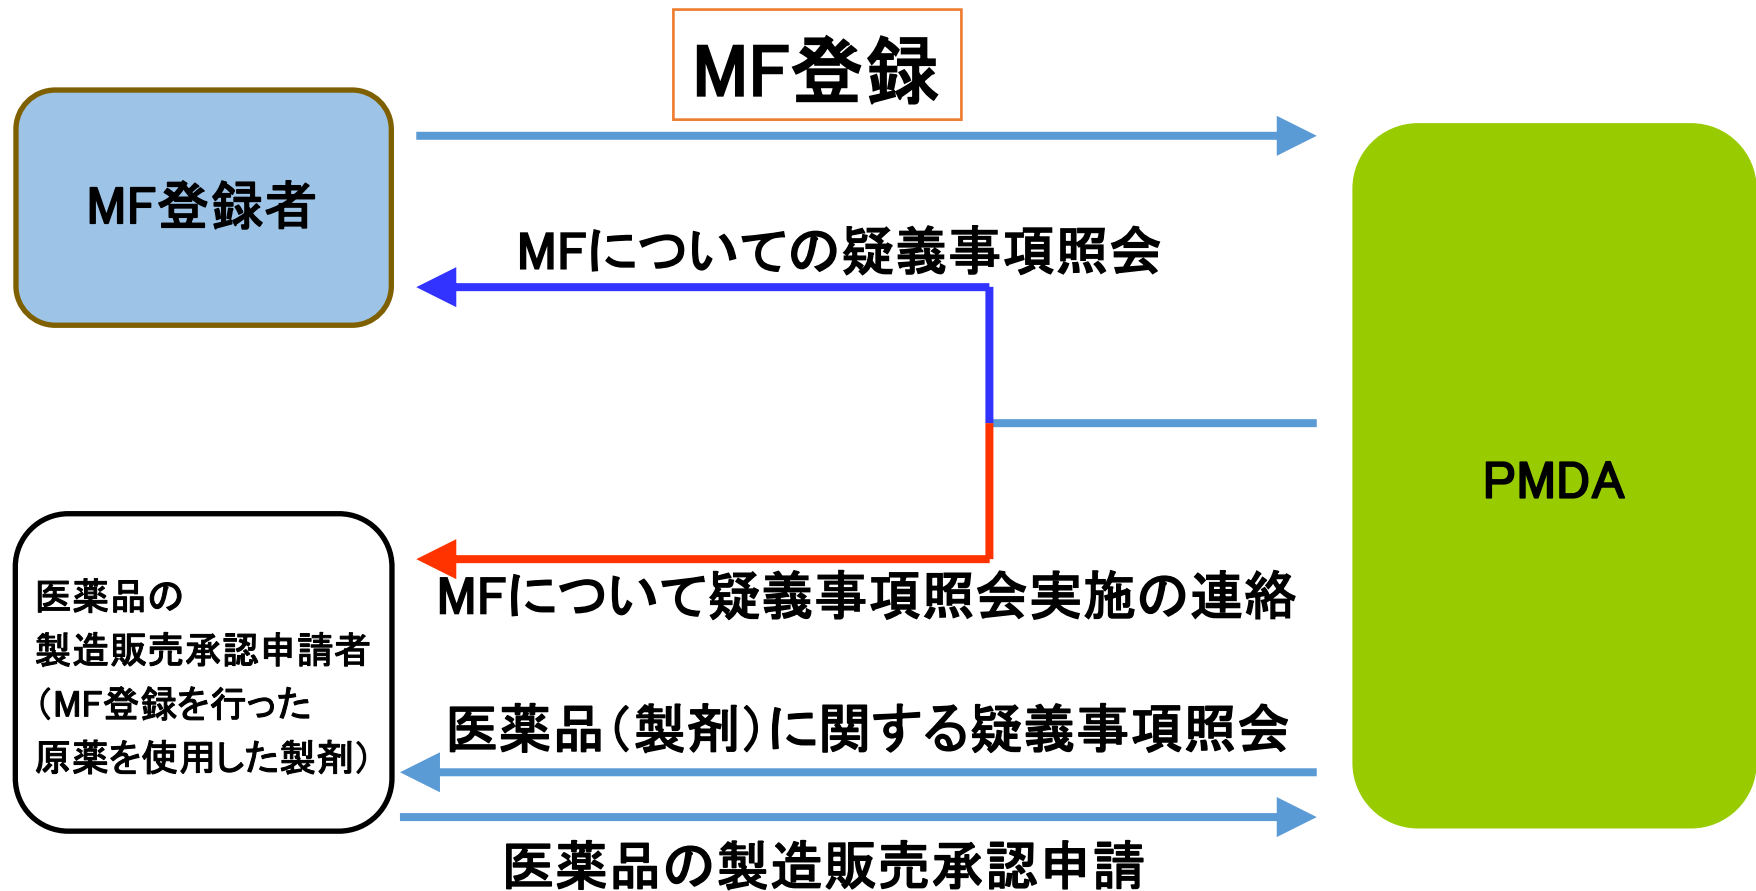 MF登録
MF登録者
MFについての疑義事項照会
PMDA
MFについて疑義事項照会実施の連絡
医薬品の
製造販売承認申請者
（MF登録を行った
原薬を使用した製剤）
医薬品（製剤）に関する疑義事項照会
医薬品の製造販売承認申請